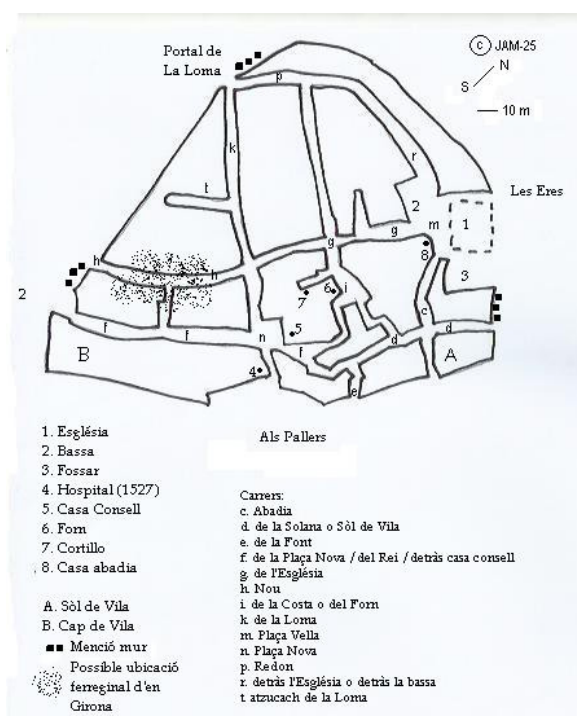 Portal de
La Loma
C JAM-25
N
S
10 m
p
k
r
t
Les Eres
2
1
m
g
g
8
h
h
3
2
7
6
i
c
f
f
n
5
f
d
d
B
4
A
e
Als Pallers
1. Església
2. Bassa
3. Fossar
4. Hospital (1527)
5. Casa Consell
6. Forn
7. Cortillo
8. Casa abadia
A. Sòl de Vila
B. Cap de Vila
Menció mur
Possible ubicació
ferreginal d'en
Girona
Carrers:
c. Abadia
d. de la Solana o Sòl de Vila
e. de la Font
f. de la Plaça Nova / del Rei / detràs casa consell
g. de l'Església
h. Nou
i. de la Costa o del Forn
k. de la Loma
m. Plaça Vella
n. Plaça Nova
p. Redon
r. detràs l'Església o detràs la bassa
t. atzucach de la Loma